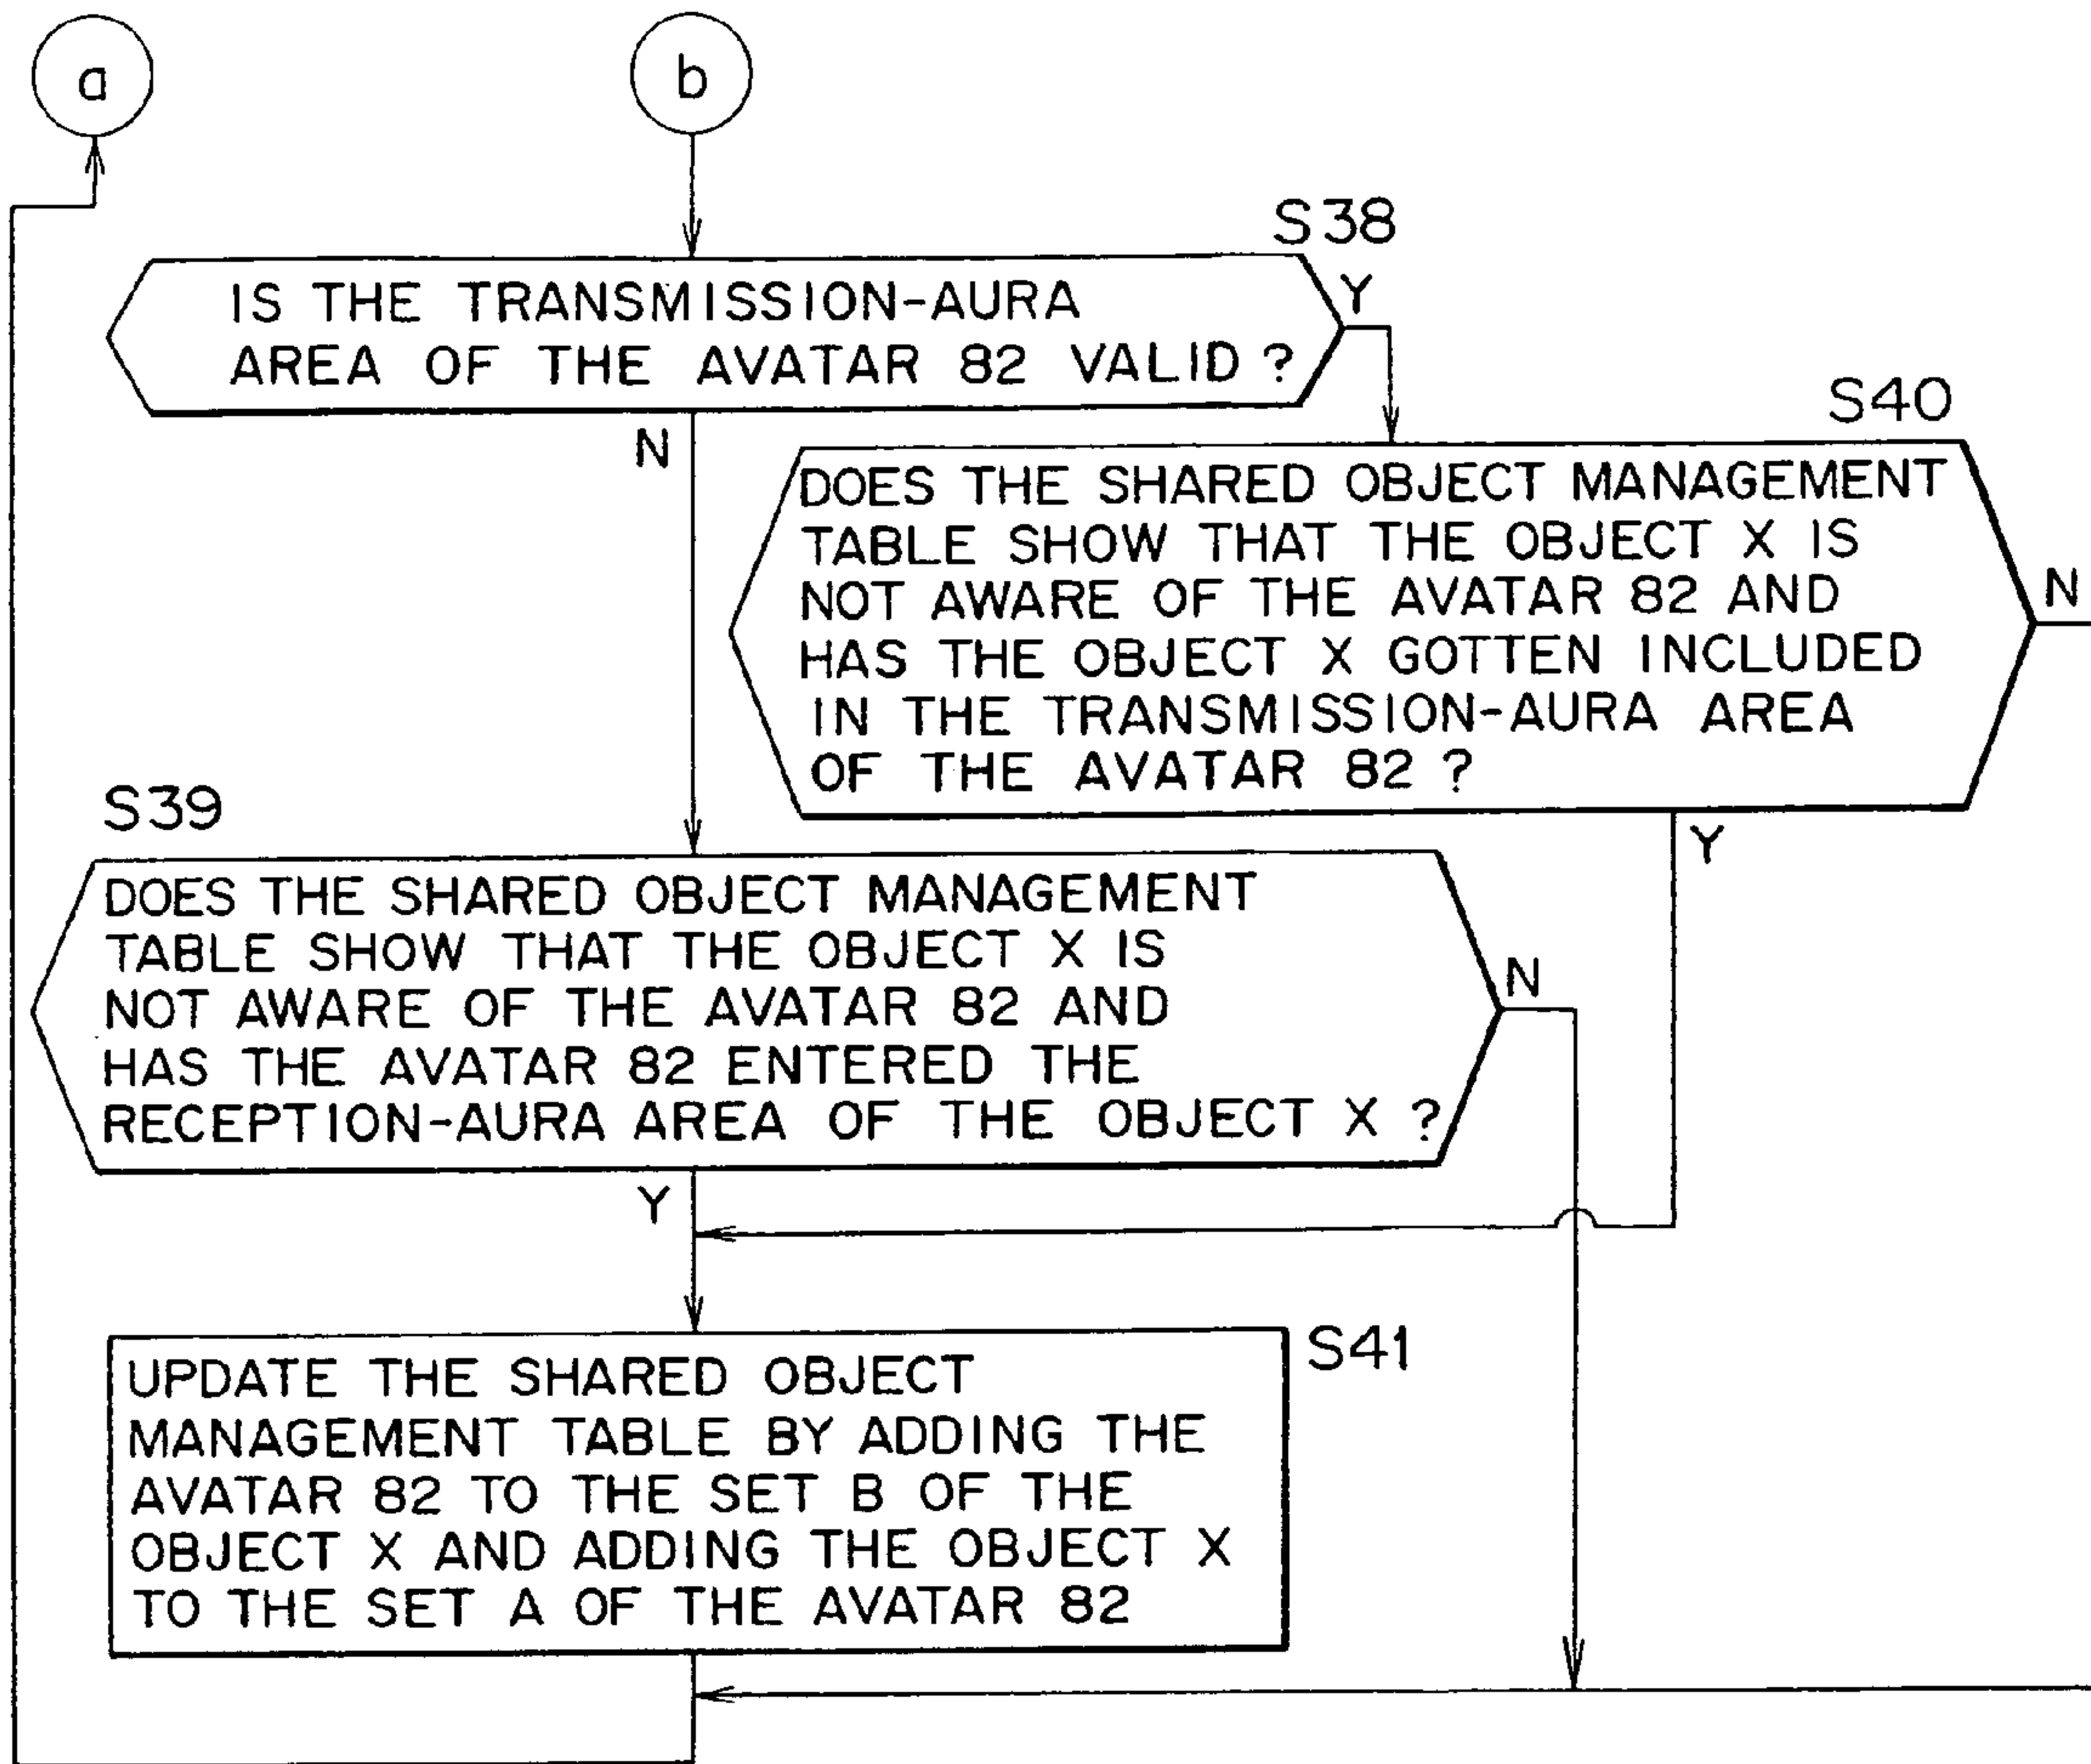 a
b
S38
IS THE TRANSMISSION-AURA
AREA OF THE AVATAR 82 VALID ?
Y
N
S40
DOES THE SHARED OBJECT MANAGEMENT
TABLE SHOW THAT THE OBJECT X IS
NOT AWARE OF THE AVATAR 82 AND
HAS THE OBJECT X GOTTEN INCLUDED
IN THE TRANSMISSION-AURA AREA
OF THE AVATAR 82 ?
N
Y
S39
DOES THE SHARED OBJECT MANAGEMENT
TABLE SHOW THAT THE OBJECT X IS
NOT AWARE OF THE AVATAR 82 AND
HAS THE AVATAR 82 ENTERED THE
RECEPTION-AURA AREA OF THE OBJECT X ?
N
Y
S41
UPDATE THE SHARED OBJECT
MANAGEMENT TABLE BY ADDING THE
AVATAR 82 TO THE SET B OF THE
OBJECT X AND ADDING THE OBJECT X
TO THE SET A OF THE AVATAR 82